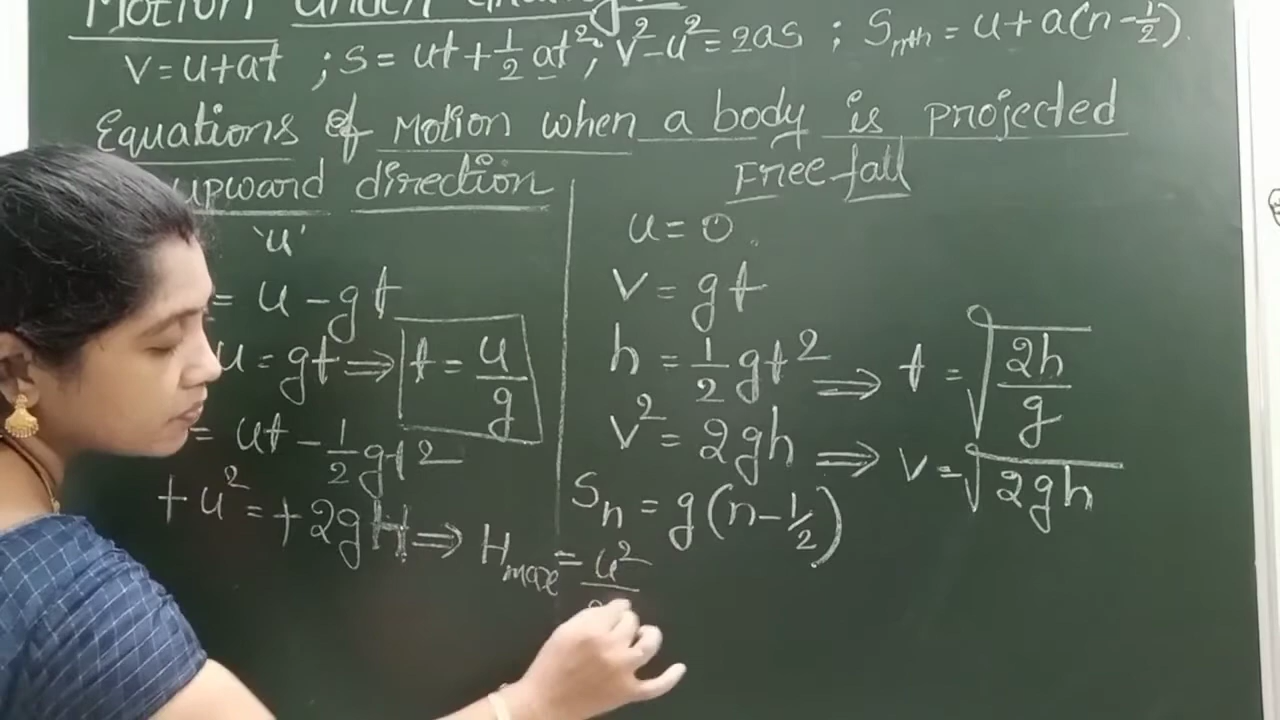 Motion under
v = u+at ; s = ut + 1/2 at² ; v²-u² = 2as ; Snth = u + a(n-1/2).
Equations of Motion when a body is projected
upward direction
'u'
= u - gt
u = gt ⇒ t = u/g
= ut - 1/2 gt²
+ u² = + 2gH ⇒ Hmax = u²
Free fall
u = 0.
v = gt
h = 1/2 gt² ⇒ t = √(2h/g)
v² = 2gh ⇒ v = √2gh
Sn = g(n - 1/2)